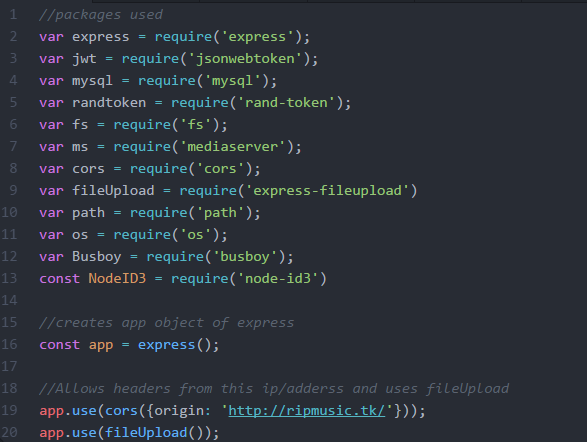 1 //packages used
2 var express = require('express');
3 var jwt = require('jsonwebtoken');
4 var mysql = require('mysql');
5 var randtoken = require('rand-token');
6 var fs = require('fs');
7 var ms = require('mediaserver');
8 var cors = require('cors');
9 var fileUpload = require('express-fileupload')
10 var path = require('path');
11 var os = require('os');
12 var Busboy = require('busboy');
13 const NodeID3 = require('node-id3')
14
15 //creates app object of express
16 const app = express();
17
18 //Allows headers from this ip/adderss and uses fileUpload
19 app.use(cors({origin: 'http://ripmusic.tk/'}));
20 app.use(fileUpload());